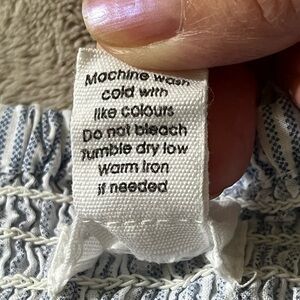 Machine wash
cold with
like colours
Do not bleach
Tumble dry low
Warm iron
if needed